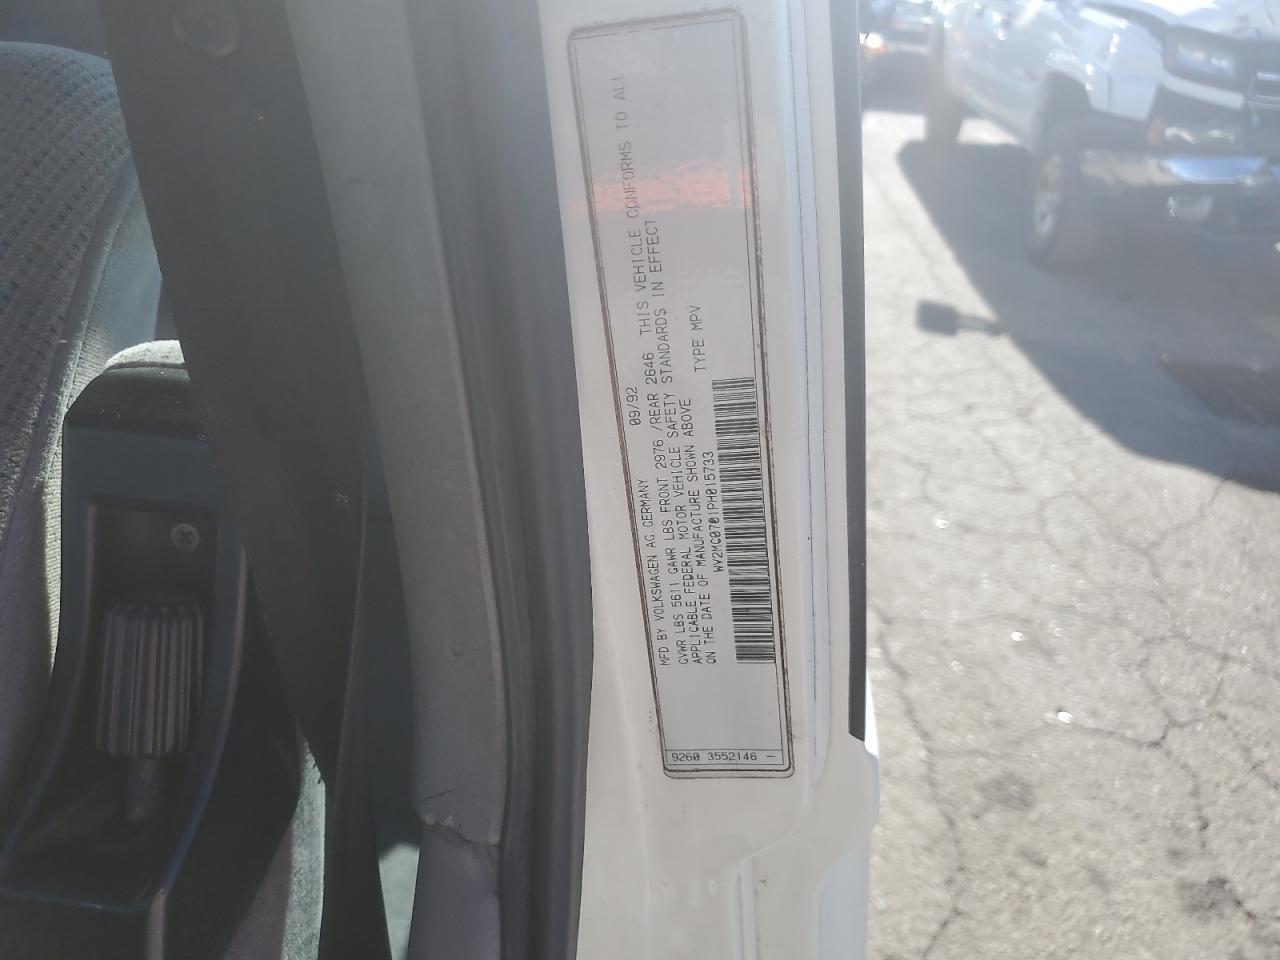 MFD BY VOLKSWAGEN AG GERMANY 09/92
GVWR LBS 5611 GAWR LBS FRONT 2976 /REAR 2646 THIS VEHICLE CONFORMS TO ALL
APPLICABLE FEDERAL MOTOR VEHICLE SAFETY STANDARDS IN EFFECT
ON THE DATE OF MANUFACTURE SHOWN ABOVE
WV2MC0701PH015733 TYPE MPV
9260 3552146 -